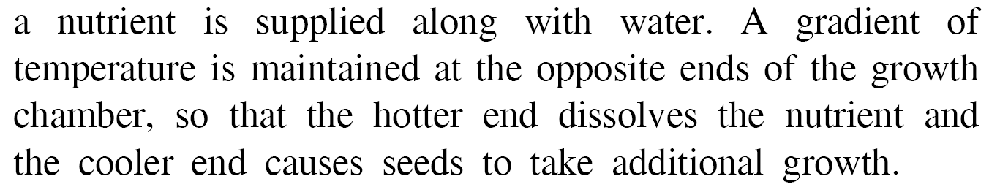 a nutrient is supplied along with water. A gradient of
temperature is maintained at the opposite ends of the growth
chamber, so that the hotter end dissolves the nutrient and
the cooler end causes seeds to take additional growth.